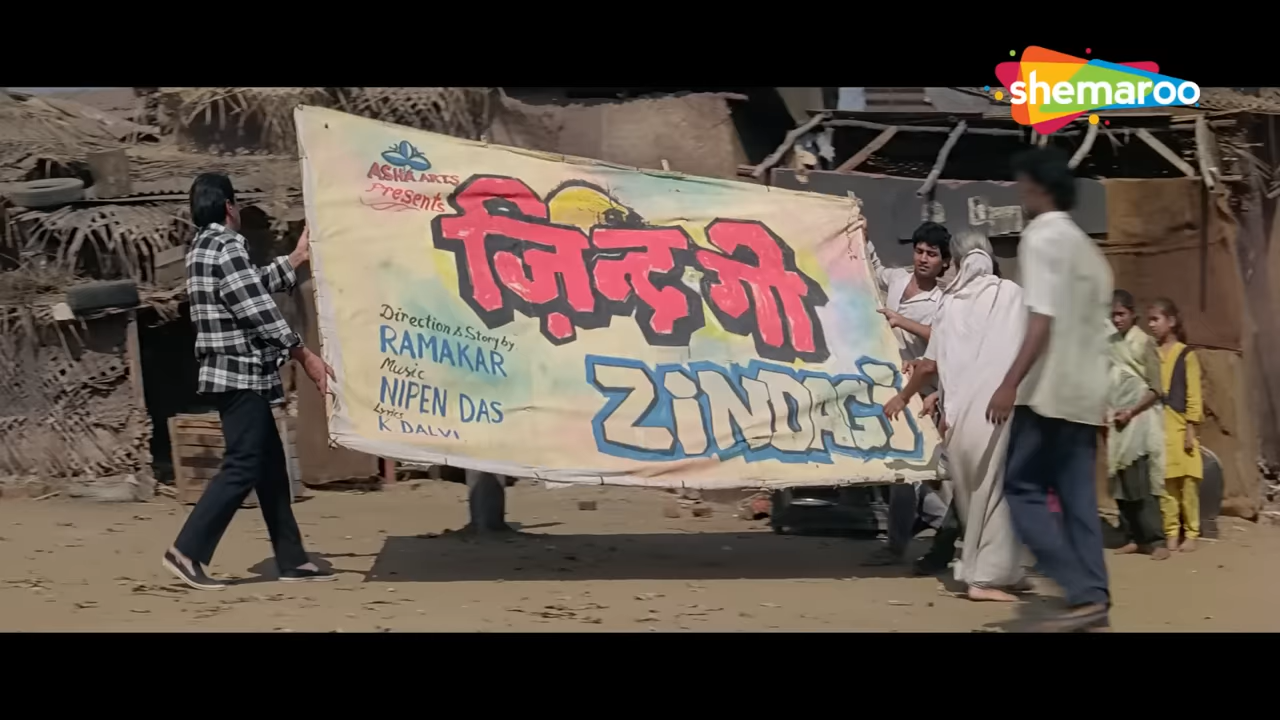 shemaroo
ASHA ARTS
Presents
ज़िन्दगी
Direction & Story by
RAMAKAR
Music
NIPEN DAS
Lyrics
K DALVI
ZiNDAGi